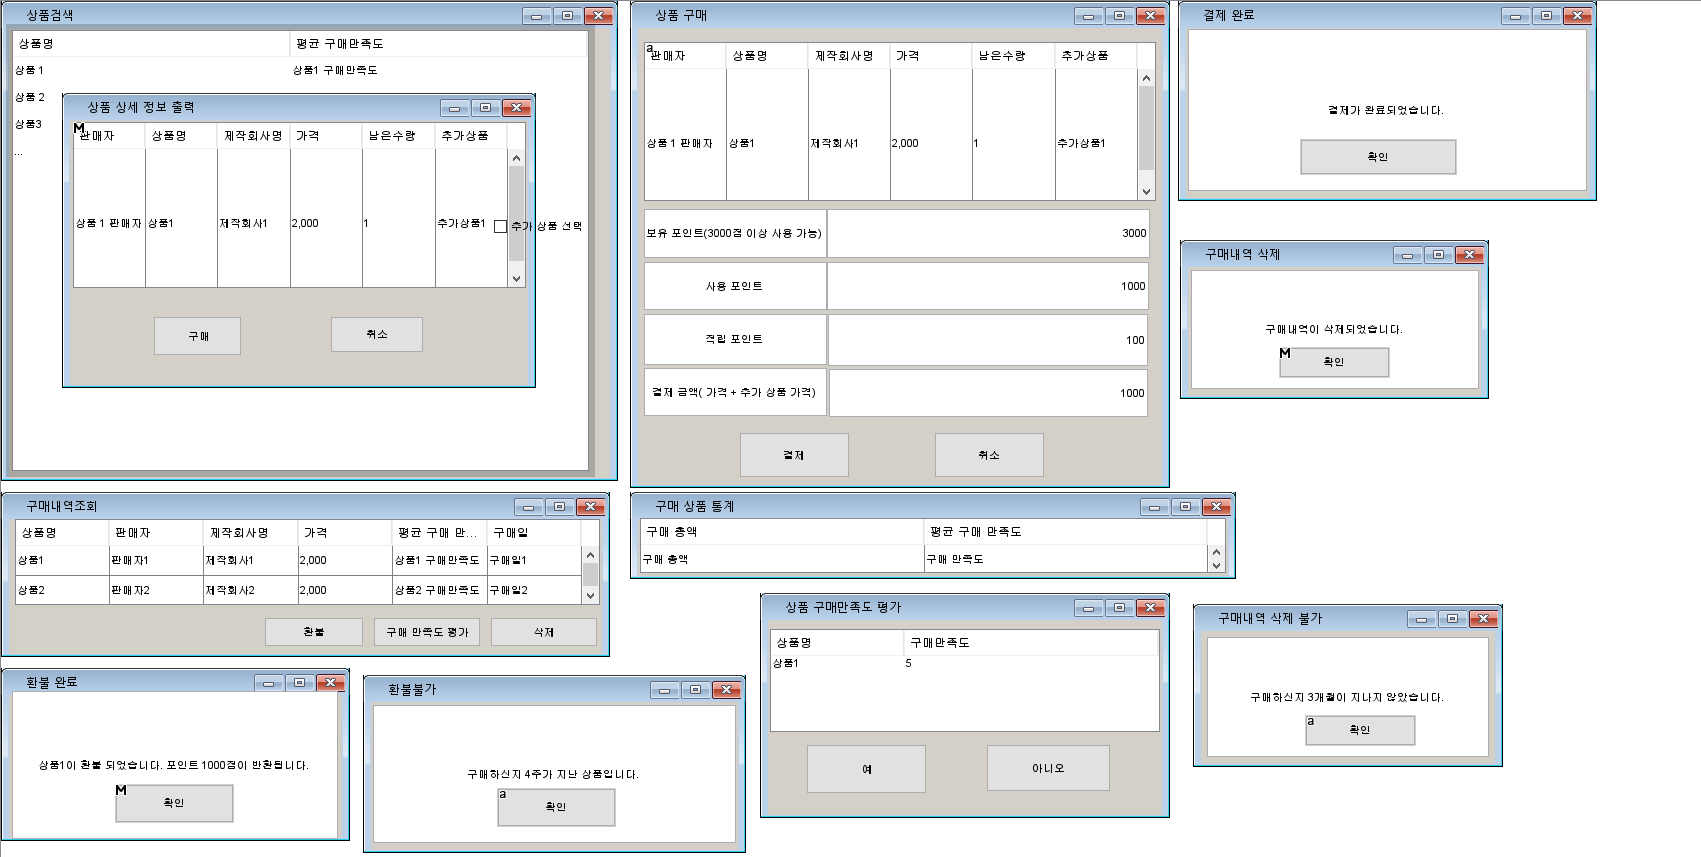 상품검색
상품명 평균 구매만족도
상품 1 상품1 구매만족도
상품 2
상품3
...
상품 상세 정보 출력
M
판매자 상품명 제작회사명 가격 남은수량 추가상품
상품 1 판매자 상품1 제작회사1 2,000 1 추가상품1 추가 상품 선택
구매 취소
상품 구매
a
판매자 상품명 제작회사명 가격 남은수량 추가상품
상품 1 판매자 상품1 제작회사1 2,000 1 추가상품1
보유 포인트(3000점 이상 사용 가능) 3000
사용 포인트 1000
적립 포인트 100
결제 금액( 가격 + 추가 상품 가격) 1000
결제 취소
결제 완료
결제가 완료되었습니다.
확인
구매내역 삭제
구매내역이 삭제되었습니다.
M
확인
구매내역조회
상품명 판매자 제작회사명 가격 평균 구매 만... 구매일
상품1 판매자1 제작회사1 2,000 상품1 구매만족도 구매일1
상품2 판매자2 제작회사2 2,000 상품2 구매만족도 구매일2
환불 구매 만족도 평가 삭제
구매 상품 통계
구매 총액 평균 구매 만족도
구매 총액 구매 만족도
환불 완료
상품1이 환불 되었습니다. 포인트 1000점이 반환됩니다.
M
확인
환불불가
구매하신지 4주가 지난 상품입니다.
a
확인
상품 구매만족도 평가
상품명 구매만족도
상품1 5
예 아니오
구매내역 삭제 불가
구매하신지 3개월이 지나지 않았습니다.
a
확인